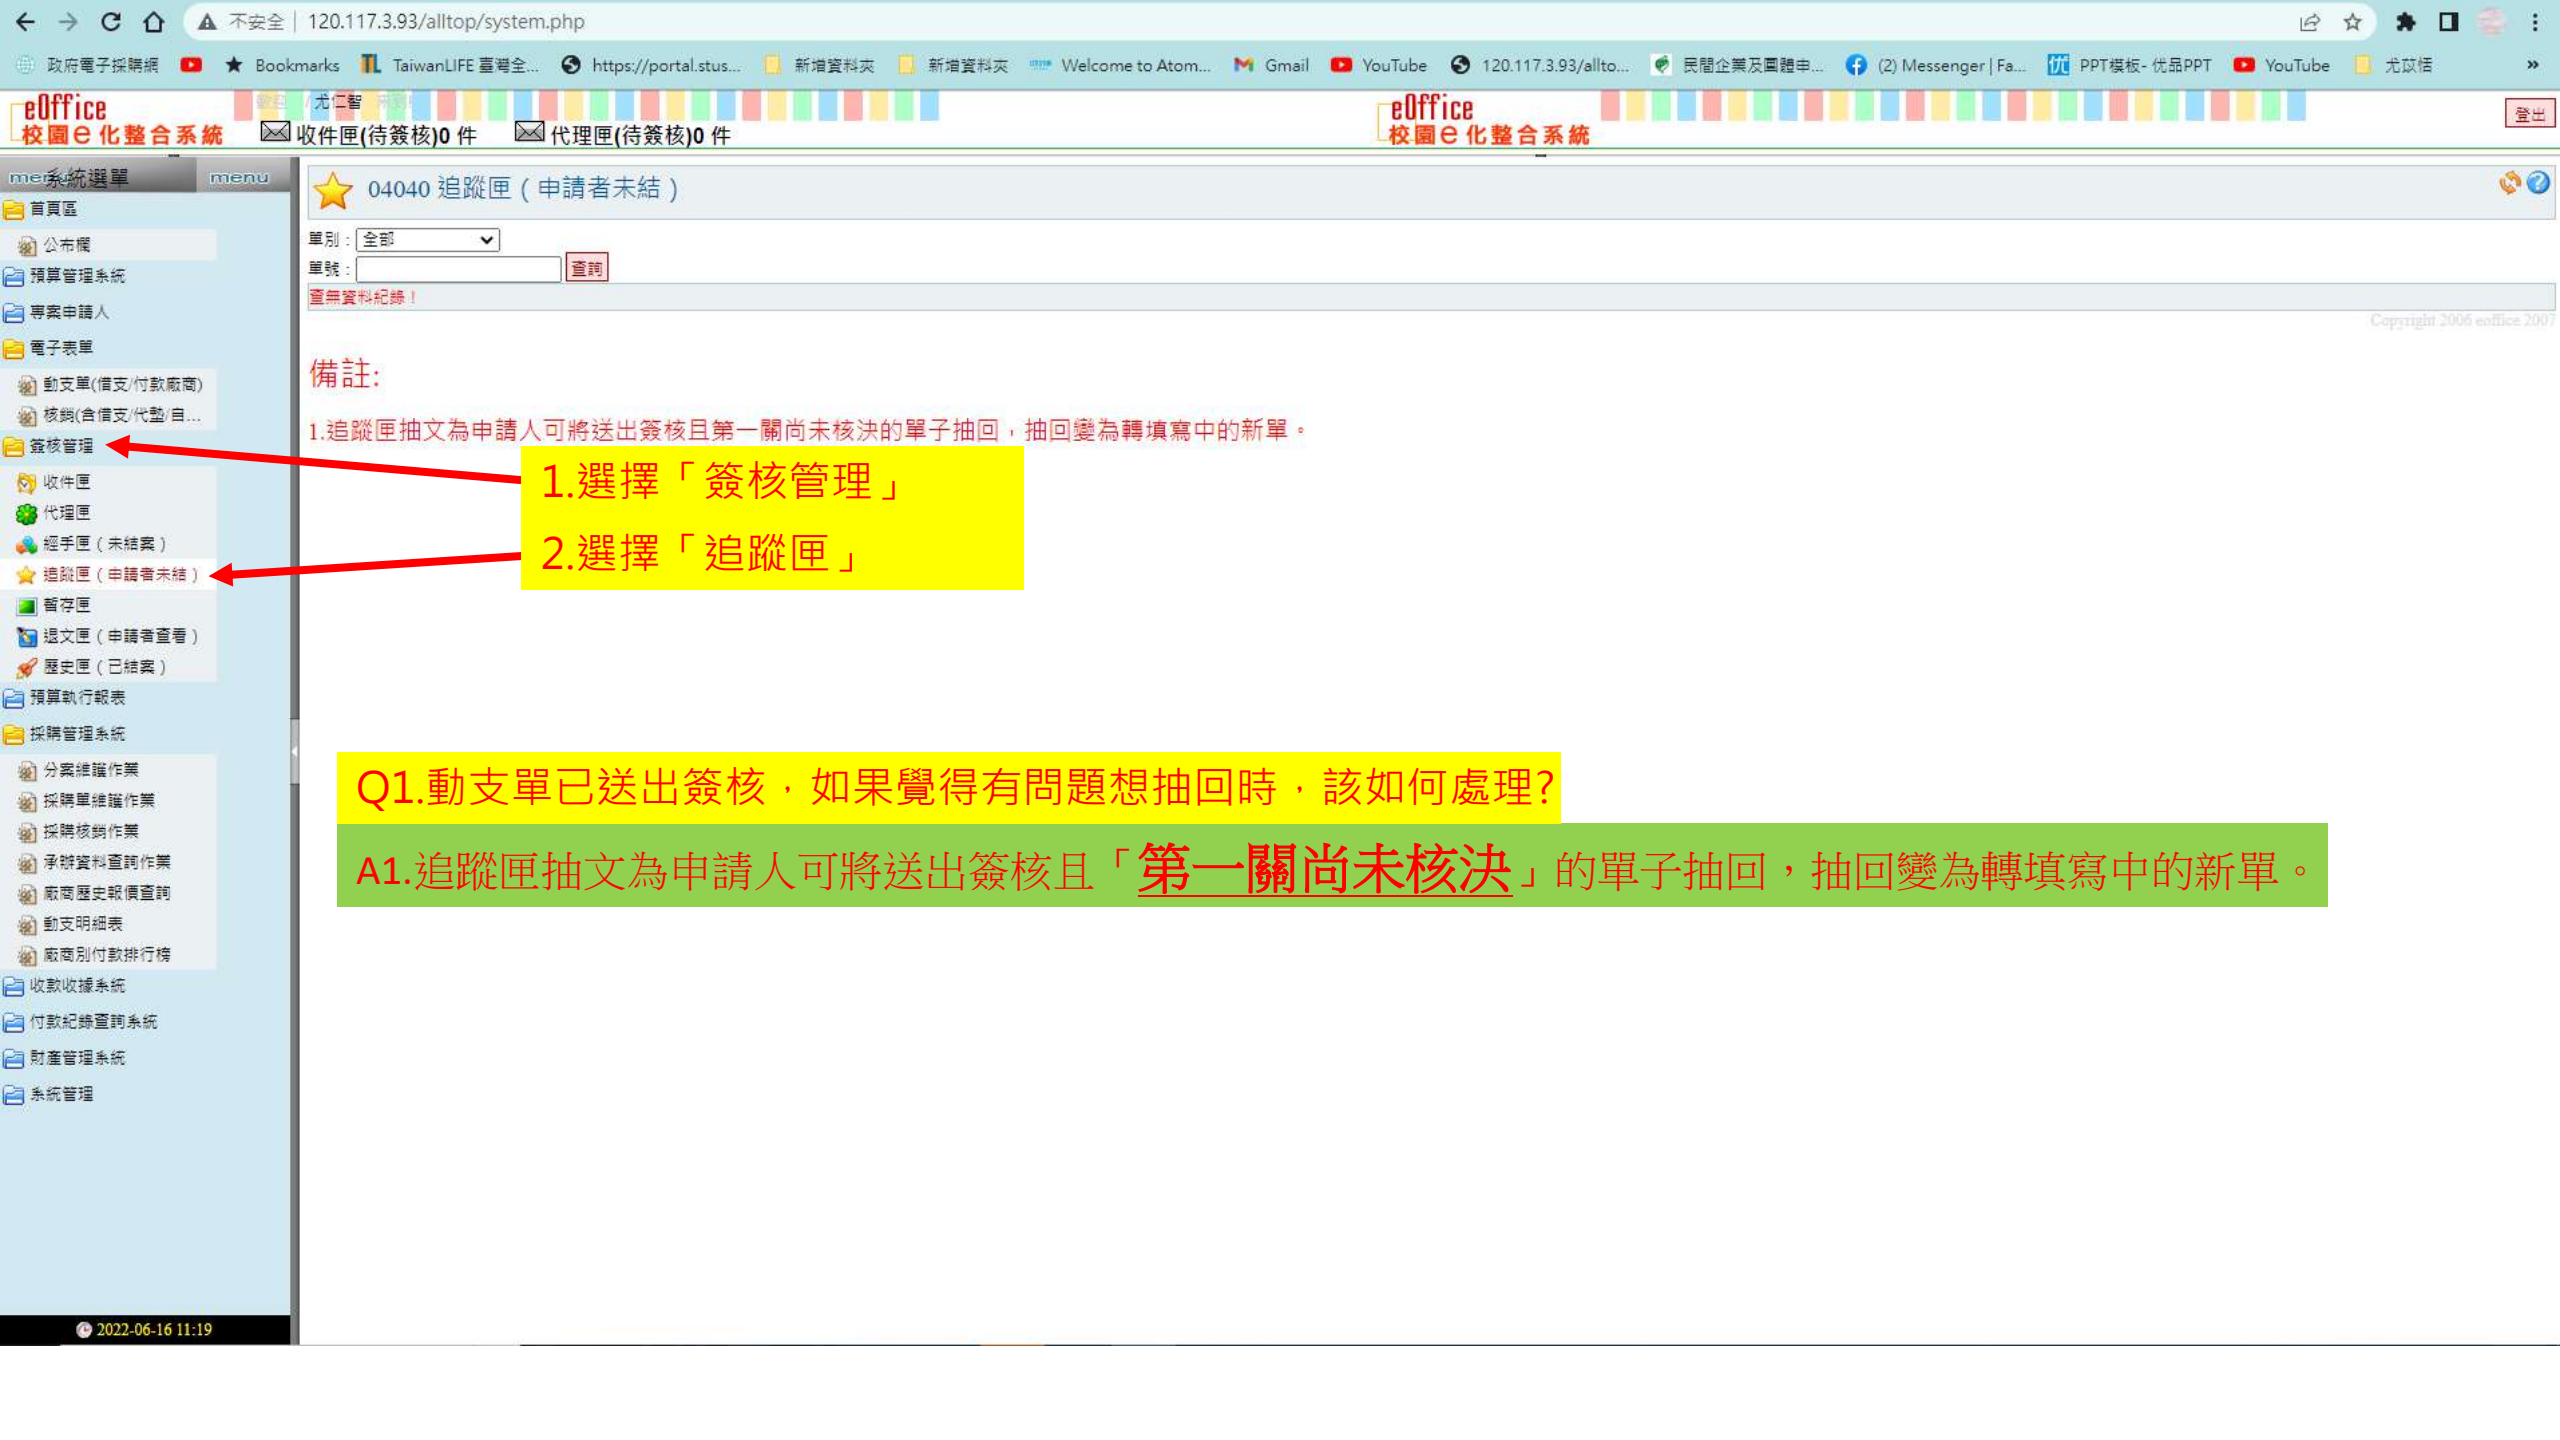 不安全 | 120.117.3.93/alltop/system.php
政府電子採購網 Bookmarks TaiwanLIFE 臺灣全... https://portal.stus... 新增資料夾 新增資料夾 Welcome to Atom... Gmail YouTube 120.117.3.93/allto... 民間企業及團體申... (2) Messenger | Fa... PPT模板- 优品PPT YouTube 尤苡恬 »
eOffice
校園e化整合系統
尤仁智
收件匣(待簽核)0 件 代理匣(待簽核)0 件
eOffice
校園e化整合系統
登出
系統選單 menu
首頁區
公布欄
預算管理系統
專案申請人
電子表單
動支單(借支/付款廠商)
核銷(含借支/代墊/自...
簽核管理
收件匣
代理匣
經手匣（未結案）
追蹤匣（申請者未結）
暫存匣
退文匣（申請者查看）
歷史匣（已結案）
預算執行報表
採購管理系統
分案維護作業
採購單維護作業
採購核銷作業
承辦資料查詢作業
廠商歷史報價查詢
動支明細表
廠商別付款排行榜
收款收據系統
付款紀錄查詢系統
財產管理系統
系統管理
2022-06-16 11:19
04040 追蹤匣（申請者未結）
單別：全部
單號： 查詢
查無資料紀錄！
Copyright 2006 eoffice 2007
備註:
1.追蹤匣抽文為申請人可將送出簽核且第一關尚未核決的單子抽回，抽回變為轉填寫中的新單。
1.選擇「簽核管理」
2.選擇「追蹤匣」
Q1.動支單已送出簽核，如果覺得有問題想抽回時，該如何處理?
A1.追蹤匣抽文為申請人可將送出簽核且「第一關尚未核決」的單子抽回，抽回變為轉填寫中的新單。